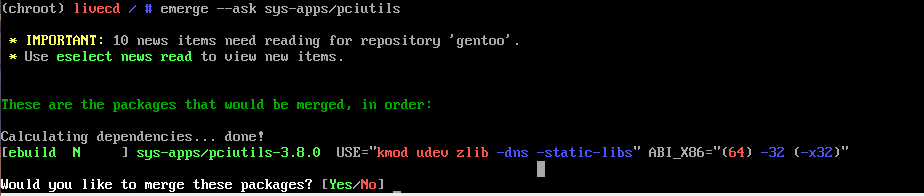 (chroot) livecd / # emerge --ask sys-apps/pciutils
* IMPORTANT: 10 news items need reading for repository 'gentoo'.
* Use eselect news read to view new items.
These are the packages that would be merged, in order:
Calculating dependencies... done!
[ebuild  N     ] sys-apps/pciutils-3.8.0  USE="kmod udev zlib -dns -static-libs" ABI_X86="(64) -32 (-x32)"
Would you like to merge these packages? [Yes/No]